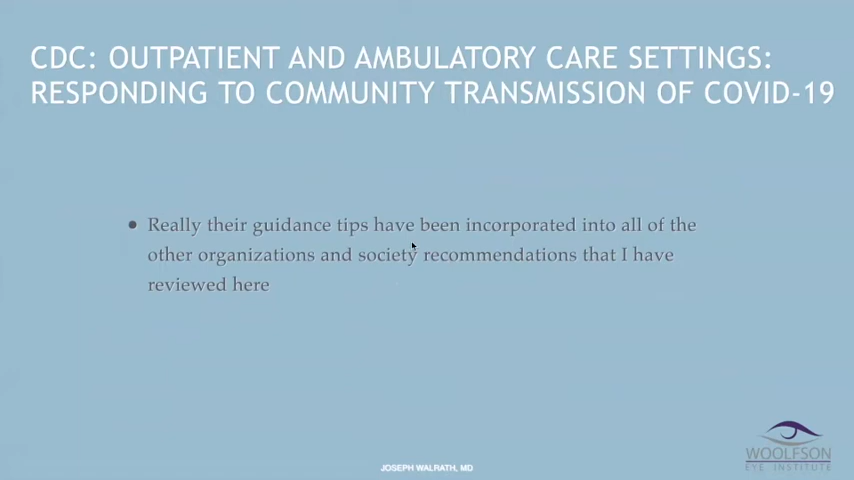 CDC: OUTPATIENT AND AMBULATORY CARE SETTINGS:
RESPONDING TO COMMUNITY TRANSMISSION OF COVID-19
• Really their guidance tips have been incorporated into all of the
other organizations and society recommendations that I have
reviewed here
WOOLFSON
EYE INSTITUTE
JOSEPH WALRATH, MD